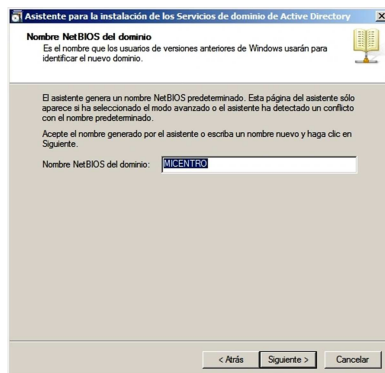 Asistente para la instalación de los Servicios de dominio de Active Directory
Nombre NetBIOS del dominio
Es el nombre que los usuarios de versiones anteriores de Windows usarán para
identificar el nuevo dominio.
El asistente genera un nombre NetBIOS predeterminado. Esta página del asistente sólo
aparece si ha seleccionado el modo avanzado o el asistente ha detectado un conflicto
con el nombre predeterminado.
Acepte el nombre generado por el asistente o escriba un nombre nuevo y haga clic en
Siguiente.
Nombre NetBIOS del dominio: MICENTRO
< Atrás Siguiente > Cancelar